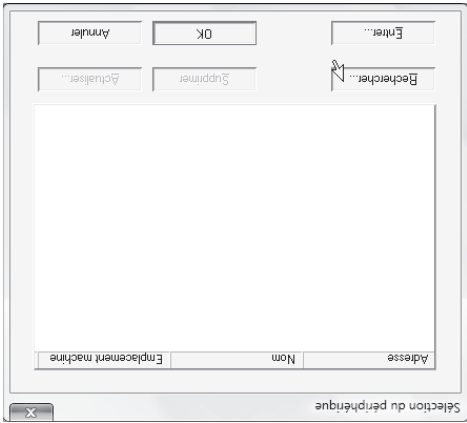 Sélection du périphérique
Adresse Nom Emplacement machine
Rechercher... Supprimer Actualiser...
Entrer... OK Annuler